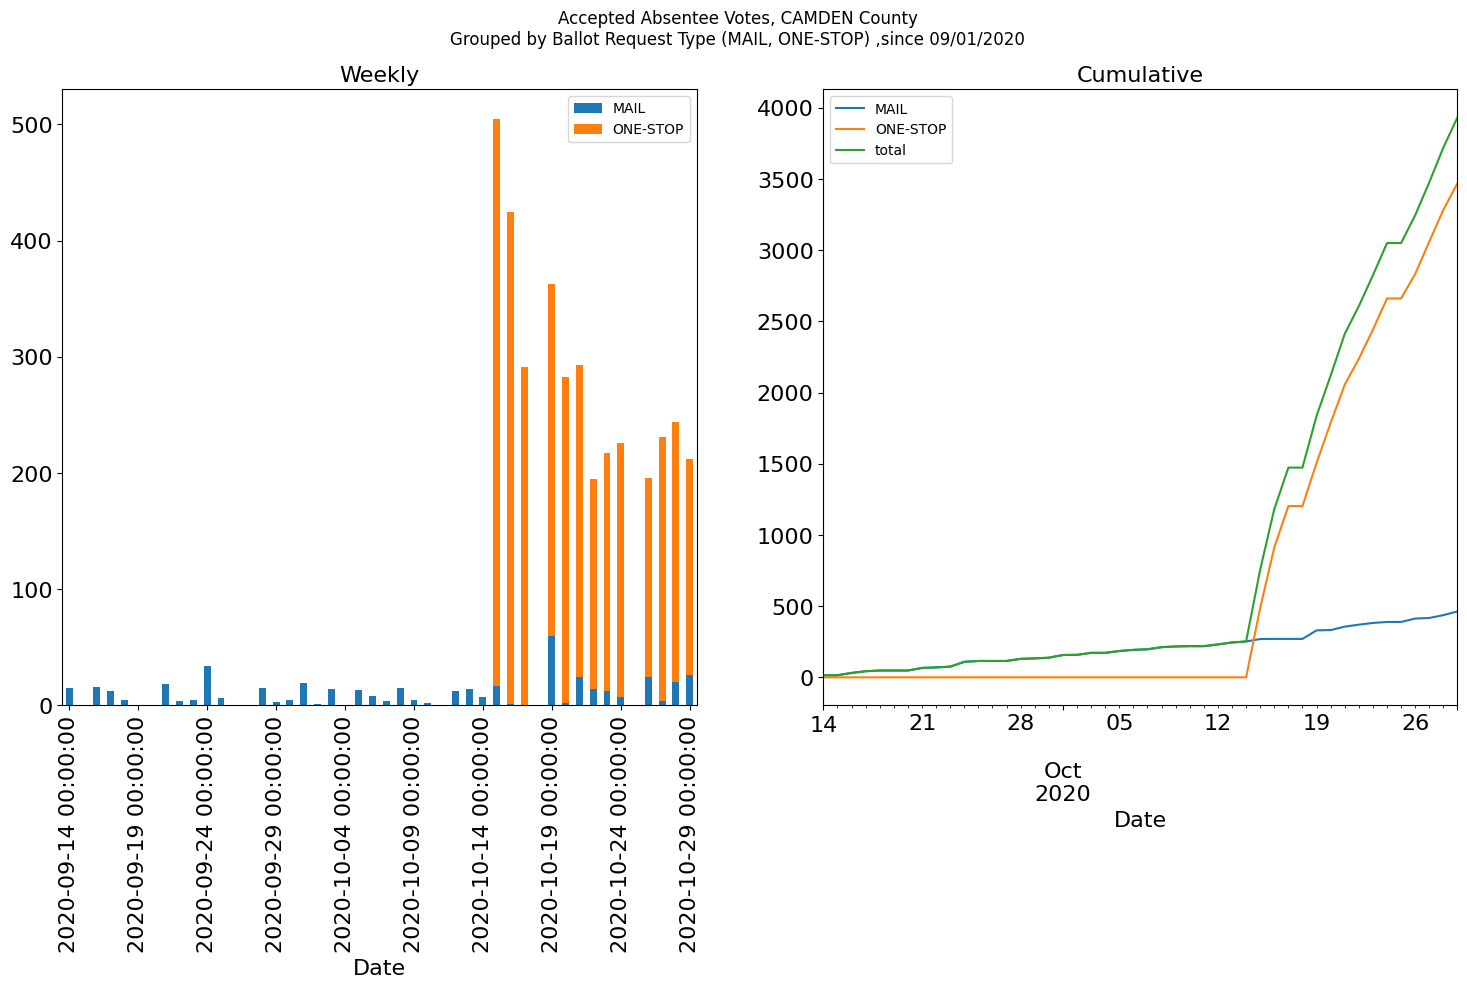 Accepted Absentee Votes, CAMDEN County
Grouped by Ballot Request Type (MAIL, ONE-STOP) ,since 09/01/2020
Weekly
MAIL
ONE-STOP
500
400
300
200
100
0
2020-09-14 00:00:00
2020-09-19 00:00:00
2020-09-24 00:00:00
2020-09-29 00:00:00
2020-10-04 00:00:00
2020-10-09 00:00:00
2020-10-14 00:00:00
2020-10-19 00:00:00
2020-10-24 00:00:00
2020-10-29 00:00:00
Date
Cumulative
MAIL
ONE-STOP
total
4000
3500
3000
2500
2000
1500
1000
500
0
14 21 28 05 12 19 26
Oct
2020
Date